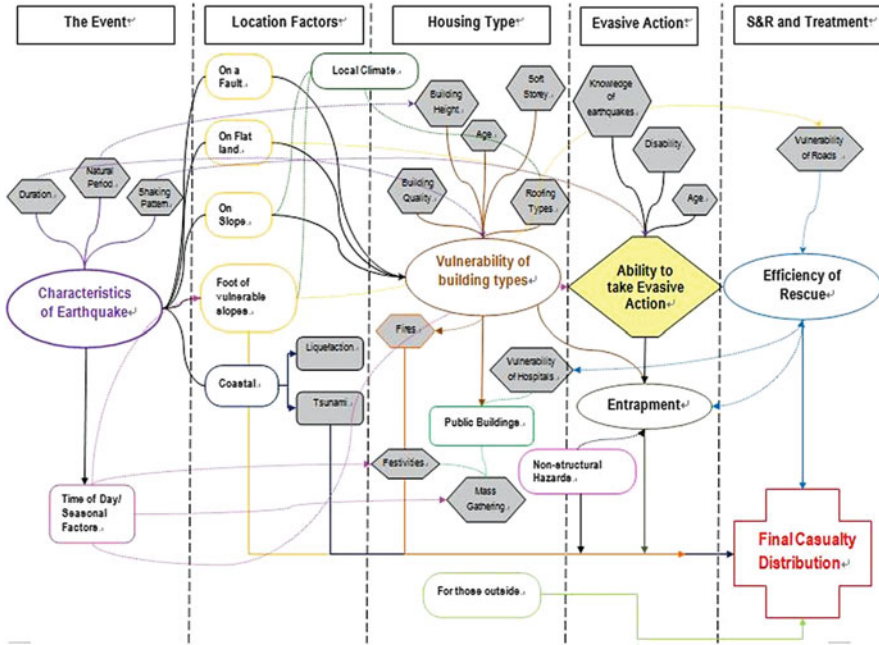 The Event
Location Factors
Housing Type
Evasive Action
S&R and Treatment
On a
Fault
Local Climate
Building
Height
Soft
Storey
Knowledge
of
earthquakes
Natural
Period
On Flat
land
Age
Disability
Vulnerability
of Roads
Duration
Shaking
Pattern
Building
Quality
Roofing
Types
Age
On
Slope
Characteristics
of Earthquake
Foot of
vulnerable
slopes
Vulnerability of
building types
Ability to
take Evasive
Action
Efficiency of
Rescue
Fires
Liquefaction
Vulnerability
of Hospitals
Coastal
Tsunami
Entrapment
Public Buildings
Festivities
Non-structural
Hazards
Time of Day/
Seasonal
Factors
Mass
Gathering
Final Casualty
Distribution
For those outside